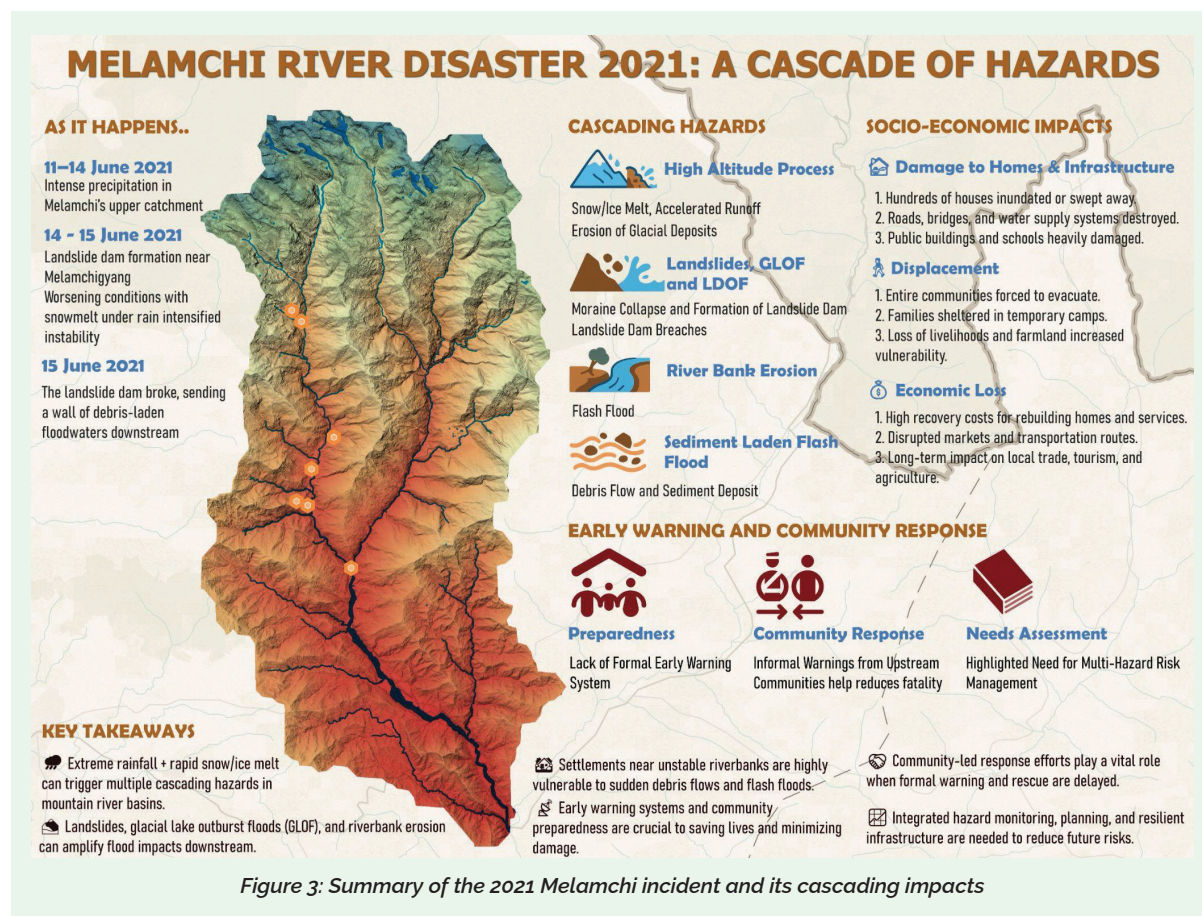 MELAMCHI RIVER DISASTER 2021: A CASCADE OF HAZARDS
AS IT HAPPENS..
11–14 June 2021
Intense precipitation in
Melamchi's upper catchment
14 - 15 June 2021
Landslide dam formation near
Melamchigyang
Worsening conditions with
snowmelt under rain intensified
instability
15 June 2021
The landslide dam broke, sending
a wall of debris-laden
floodwaters downstream
CASCADING HAZARDS
High Altitude Process
Snow/Ice Melt, Accelerated Runoff
Erosion of Glacial Deposits
Landslides, GLOF
and LDOF
Moraine Collapse and Formation of Landslide Dam
Landslide Dam Breaches
River Bank Erosion
Flash Flood
Sediment Laden Flash
Flood
Debris Flow and Sediment Deposit
SOCIO-ECONOMIC IMPACTS
Damage to Homes & Infrastructure
1. Hundreds of houses inundated or swept away.
2. Roads, bridges, and water supply systems destroyed.
3. Public buildings and schools heavily damaged.
Displacement
1. Entire communities forced to evacuate.
2. Families sheltered in temporary camps.
3. Loss of livelihoods and farmland increased
vulnerability.
Economic Loss
1. High recovery costs for rebuilding homes and services.
2. Disrupted markets and transportation routes.
3. Long-term impact on local trade, tourism, and
agriculture.
EARLY WARNING AND COMMUNITY RESPONSE
Preparedness
Lack of Formal Early Warning
System
Community Response
Informal Warnings from Upstream
Communities help reduces fatality
Needs Assessment
Highlighted Need for Multi-Hazard Risk
Management
KEY TAKEAWAYS
Extreme rainfall + rapid snow/ice melt
can trigger multiple cascading hazards in
mountain river basins.
Landslides, glacial lake outburst floods (GLOF), and riverbank erosion
can amplify flood impacts downstream.
Settlements near unstable riverbanks are highly
vulnerable to sudden debris flows and flash floods.
Early warning systems and community
preparedness are crucial to saving lives and minimizing
damage.
Community-led response efforts play a vital role
when formal warning and rescue are delayed.
Integrated hazard monitoring, planning, and resilient
infrastructure are needed to reduce future risks.
Figure 3: Summary of the 2021 Melamchi incident and its cascading impacts